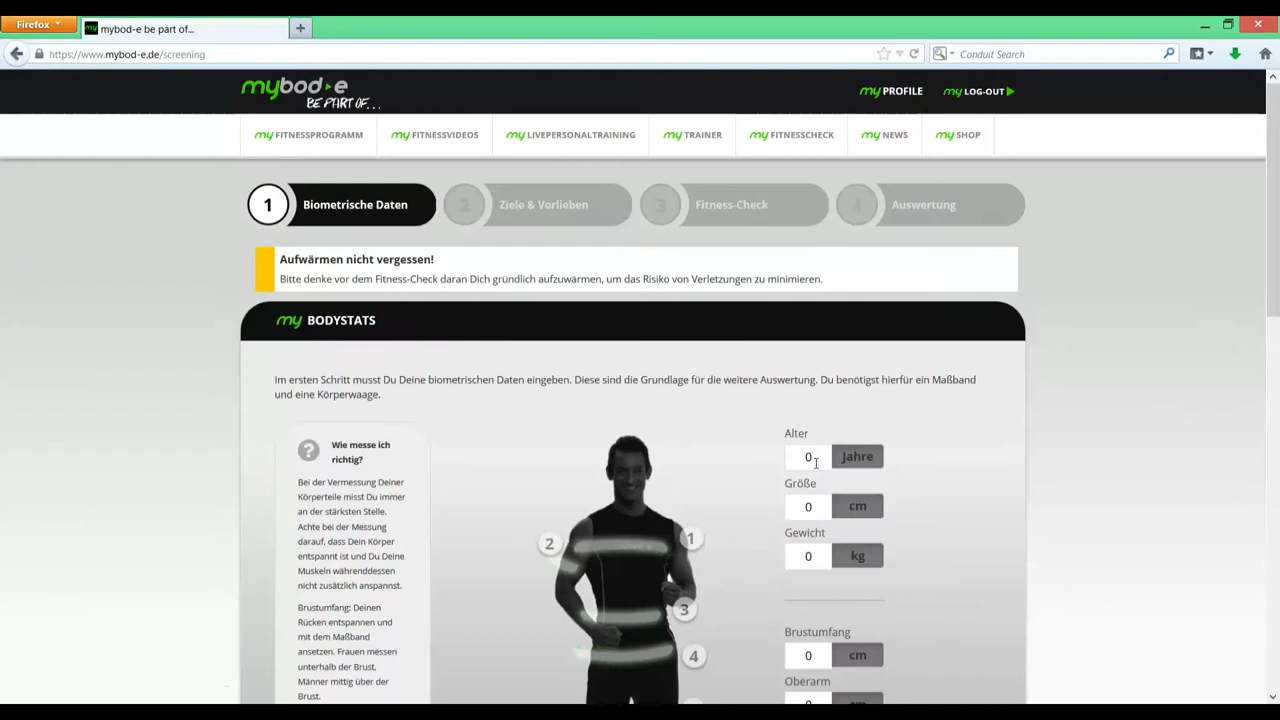 Firefox
my mybod-e be part of...
+
https://www.mybod-e.de/screening
Conduit Search
mybod-e
BE PART OF...
my PROFILE
my LOG-OUT
my FITNESSPROGRAMM
my FITNESSVIDEOS
my LIVEPERSONALTRAINING
my TRAINER
my FITNESSCHECK
my NEWS
my SHOP
1 Biometrische Daten
2 Ziele & Vorlieben
3 Fitness-Check
4 Auswertung
Aufwärmen nicht vergessen!
Bitte denke vor dem Fitness-Check daran Dich gründlich aufzuwärmen, um das Risiko von Verletzungen zu minimieren.
my BODYSTATS
Im ersten Schritt musst Du Deine biometrischen Daten eingeben. Diese sind die Grundlage für die weitere Auswertung. Du benötigst hierfür ein Maßband
und eine Körperwaage.
? Wie messe ich
richtig?
Bei der Vermessung Deiner
Körperteile misst Du immer
an der stärksten Stelle.
Achte bei der Messung
darauf, dass Dein Körper
entspannt ist und Du Deine
Muskeln währenddessen
nicht zusätzlich anspannst.
Brustumfang: Deinen
Rücken entspannen und
mit dem Maßband
ansetzen. Frauen messen
unterhalb der Brust,
Männer mittig über der
Brust.
2
1
3
4
Alter
0 Jahre
Größe
0 cm
Gewicht
0 kg
Brustumfang
0 cm
Oberarm